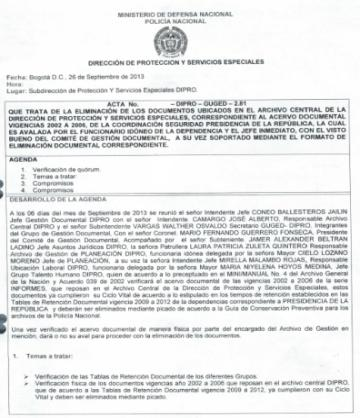 MINISTERIO DE DEFENSA NACIONAL
POLICÍA NACIONAL
DIRECCIÓN DE PROTECCIÓN Y SERVICIOS ESPECIALES
Fecha: Bogotá D.C., 26 de Septiembre de 2013
Hora:
Lugar: Subdirección de Protección Y Servicios Especiales DIPRO.
ACTA No. – DIPRO – GUGED – 2.81
QUE TRATA DE LA ELIMINACIÓN DE LOS DOCUMENTOS UBICADOS EN EL ARCHIVO CENTRAL DE LA
DIRECCIÓN DE PROTECCIÓN Y SERVICIOS ESPECIALES, CORRESPONDIENTE AL ACERVO DOCUMENTAL
VIGENCIAS 2002 A 2006, DE LA COORDINACIÓN SEGURIDAD PRESIDENCIA DE LA REPÚBLICA, LA CUAL
ES AVALADA POR EL FUNCIONARIO IDÓNEO DE LA DEPENDENCIA Y EL JEFE INMEDIATO, CON EL VISTO
BUENO DEL COMITÉ DE GESTIÓN DOCUMENTAL, A SU VEZ SOPORTADO MEDIANTE EL FORMATO DE
ELIMINACIÓN DOCUMENTAL CORRESPONDIENTE.
AGENDA
1. Verificación de quórum.
2. Temas a tratar:
3. Compromisos
4. Compromisos
DESARROLLO DE LA AGENDA
A los 06 días del mes de Septiembre de 2013 se reunió el señor Intendente Jefe CONEO BALLESTEROS JAILIN
Jefe Gestión Documental DIPRO con el señor Intendente CAMARGO JOSÉ ALBERTO, Responsable Archivo
Central DIPRO y el señor Subintendente VARGAS WALTHER OSVALDO Secretario GUGED- DIPRO, Integrantes
del Grupo de Gestión Documental, Con el señor Coronel MARIO FERNANDO GUERRERO FONSECA, Presidente
del Comité de Gestión Documental, Acompañado por el señor Subteniente JAMER ALEXANDER BELTRAN
LADINO Jefe Asuntos Jurídicos DIPRO, la señora Patrullera LAURA PATRICIA ZULETA QUINTERO Responsable
Archivo de Gestión de PLANEACIÓN DIPRO, funcionaria idónea delegada por la señora Mayor CIELO LOZANO
MORENO Jefe de PLANEACIÓN, a su vez la señora Intendente Jefe MIRELLA MALAMBO ROJAS, Responsable
Ubicación Laboral DIPRO, funcionaria delegada por la señora Mayor MARIA NIYELENA HOYOS MEDINA, Jefe
Grupo Talento Humano DIPRO, quien de acuerdo a lo preceptuado en el MINIMANUAL No. 4 del Archivo General
de la Nación y Acuerdo 039 de 2002 verificará el acervo documental de las vigencias 2002 a 2006 de la serie
INFORMES, que reposan en el Archivo Central de la Dirección de Protección y Servicios Especiales, estos
documentos ya cumplieron su Ciclo Vital de acuerdo a lo estipulado en los tiempos de retención establecidos en las
Tablas de Retención Documental vigencias 2009 a 2012 de la dependencias correspondiente a PRESIDENCIA DE LA
REPÚBLICA y deberán ser eliminados mediante picado de acuerdo a la Guía de Conservación Preventiva para los
Archivos de la Policía Nacional.
Una vez verificado el acervo documental de manera física por parte del encargado del Archivo de Gestión en
mención, dará o no su aval para proceder con la eliminación de los documentos.
1. Temas a tratar:
Verificación de las Tablas de Retención Documental de los diferentes Grupos.
Verificación física de los documentos vigencias año 2002 a 2006 que reposan en el archivo central DIPRO,
que de acuerdo a las Tablas de Retención Documental vigencia 2009 a 2012, ya cumplieron con su Ciclo
Vital y deben ser eliminados mediante picado.